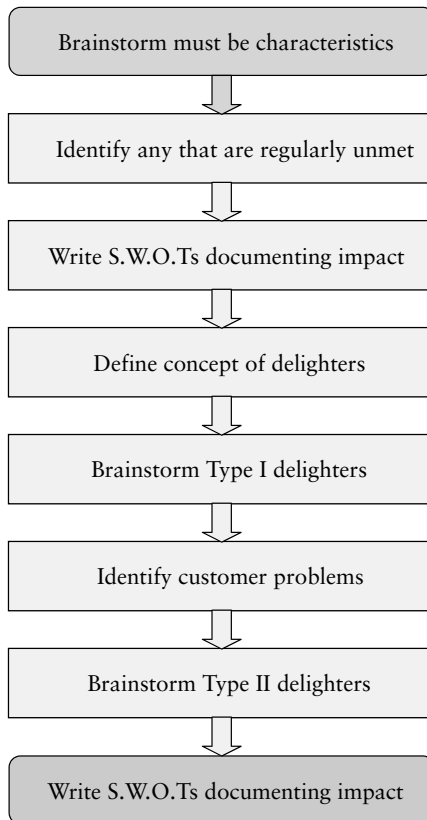 Brainstorm must be characteristics
Identify any that are regularly unmet
Write S.W.O.Ts documenting impact
Define concept of delighters
Brainstorm Type I delighters
Identify customer problems
Brainstorm Type II delighters
Write S.W.O.Ts documenting impact